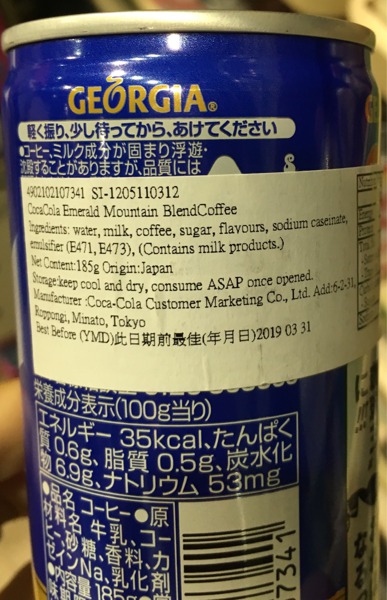 GEORGIA®
軽く振り、少し待ってから、あけてください
●コーヒー、ミルク成分が固まり浮遊・
沈殿することがありますが、品質には
4902102107341 SI-1205110312
CocaCola Emerald Mountain BlendCoffee
Ingredients: water, milk, coffee, sugar, flavours, sodium caseinate,
emulsifier (E471, E473), (Contains milk products.)
Net Content:185g Origin:Japan
Storage:keep cool and dry, consume ASAP once opened.
Manufacturer :Coca-Cola Customer Marketing Co., Ltd. Add:6-2-31,
Roppongi, Minato, Tokyo
Best Before (YMD)此日期前最佳(年月日)2019 03 31
栄養成分表示(100g当り)
エネルギー 35kcal、たんぱく
質 0.6g、脂質 0.5g、炭水化
物 6.9g、ナトリウム 53mg
●品名 コーヒー ●原
材料名 牛乳、コー
ヒー、砂糖、香料、カ
ゼインNa、乳化剤
●内容量 185g
7341